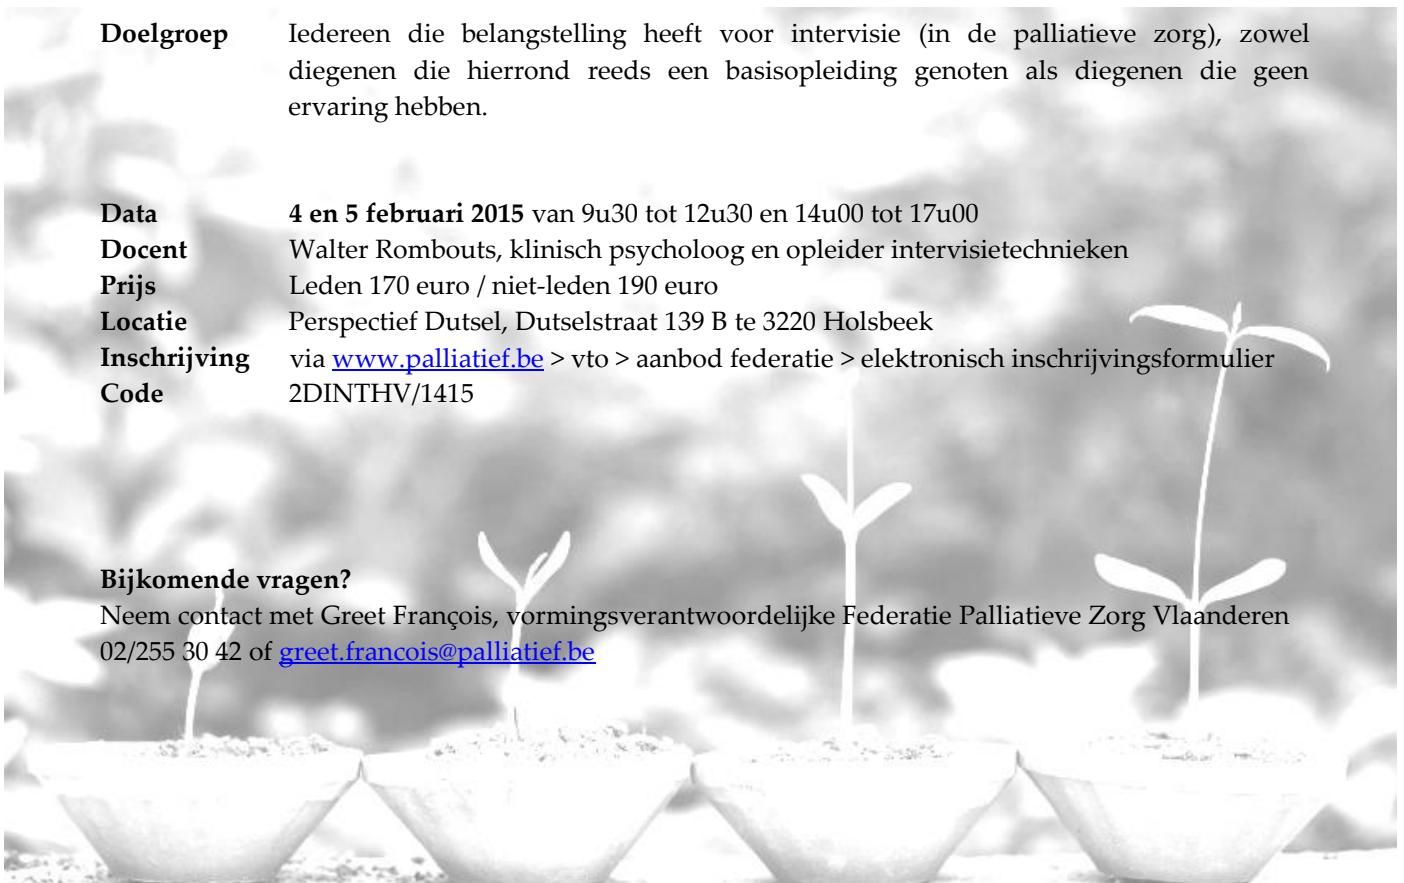 Doelgroep Iedereen die belangstelling heeft voor intervisie (in de palliatieve zorg), zowel
diegenen die hierrond reeds een basisopleiding genoten als diegenen die geen
ervaring hebben.
Data 4 en 5 februari 2015 van 9u30 tot 12u30 en 14u00 tot 17u00
Docent Walter Rombouts, klinisch psycholoog en opleider intervisietechnieken
Prijs Leden 170 euro / niet-leden 190 euro
Locatie Perspectief Dutsel, Dutselstraat 139 B te 3220 Holsbeek
Inschrijving via www.palliatief.be > vto > aanbod federatie > elektronisch inschrijvingsformulier
Code 2DINTHV/1415
Bijkomende vragen?
Neem contact met Greet François, vormingsverantwoordelijke Federatie Palliatieve Zorg Vlaanderen
02/255 30 42 of greet.francois@palliatief.be